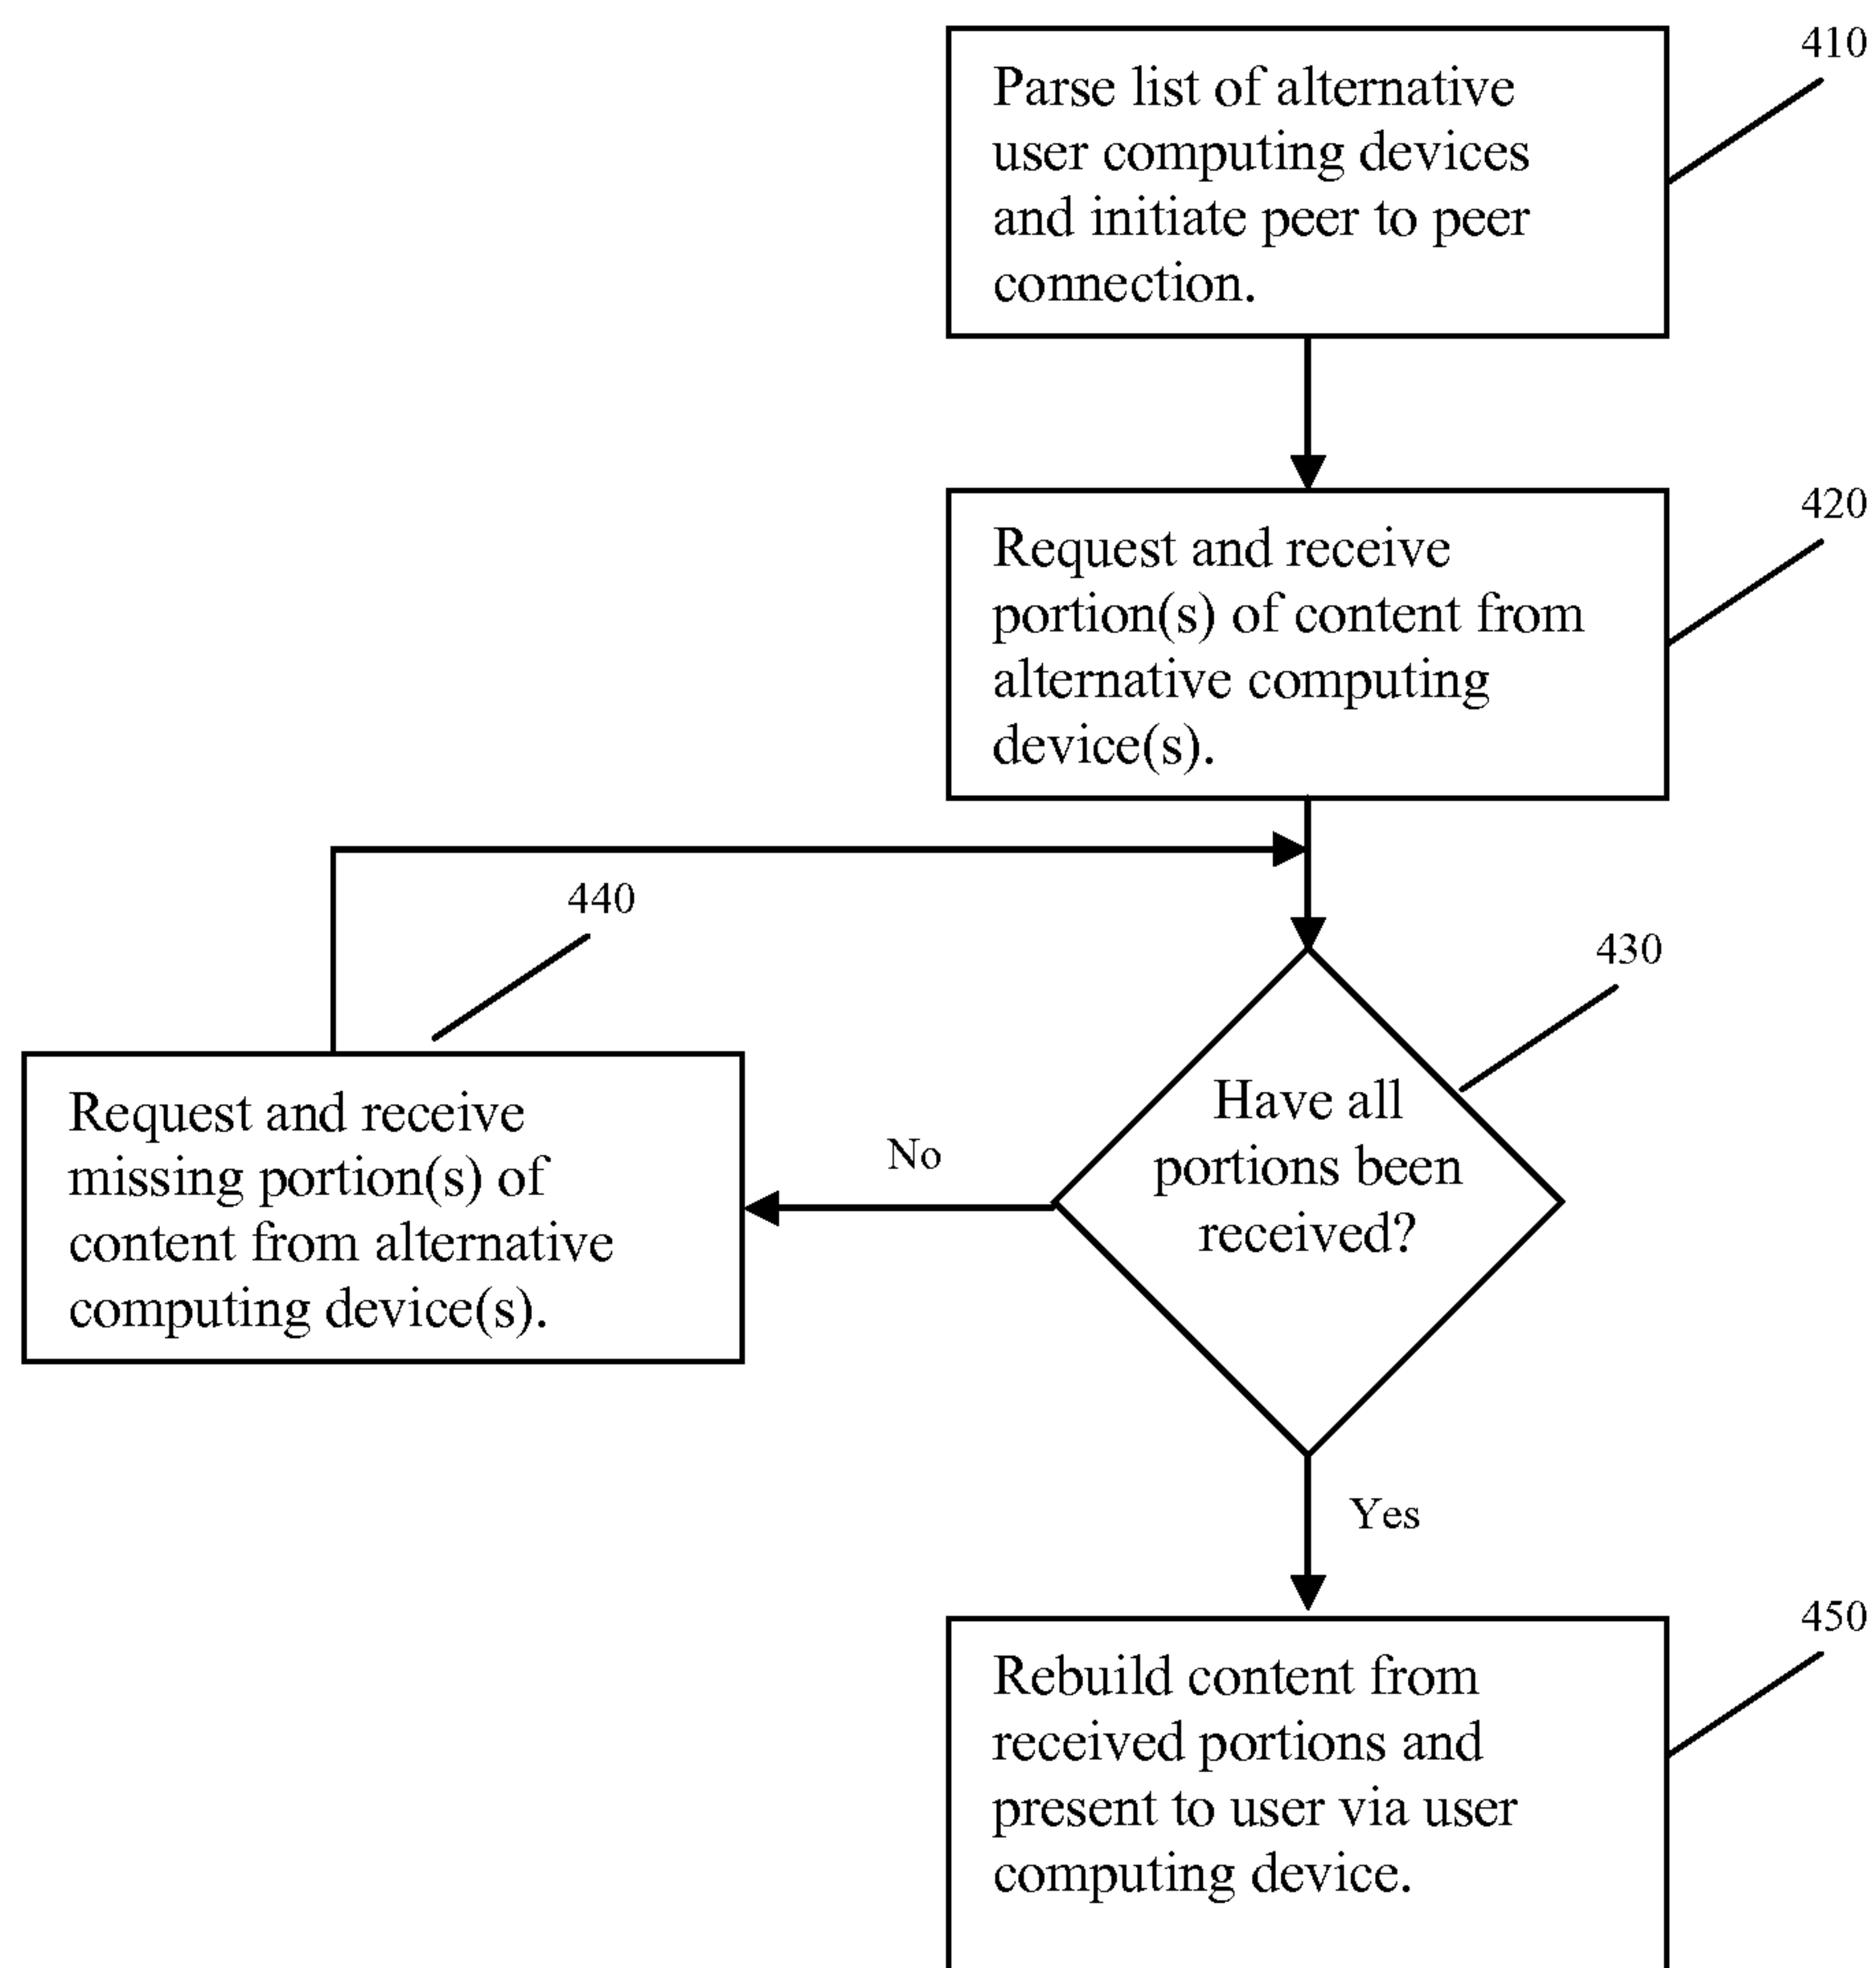 410
Parse list of alternative
user computing devices
and initiate peer to peer
connection.
420
Request and receive
portion(s) of content from
alternative computing
device(s).
440
430
Have all
portions been
received?
No
Request and receive
missing portion(s) of
content from alternative
computing device(s).
Yes
450
Rebuild content from
received portions and
present to user via user
computing device.